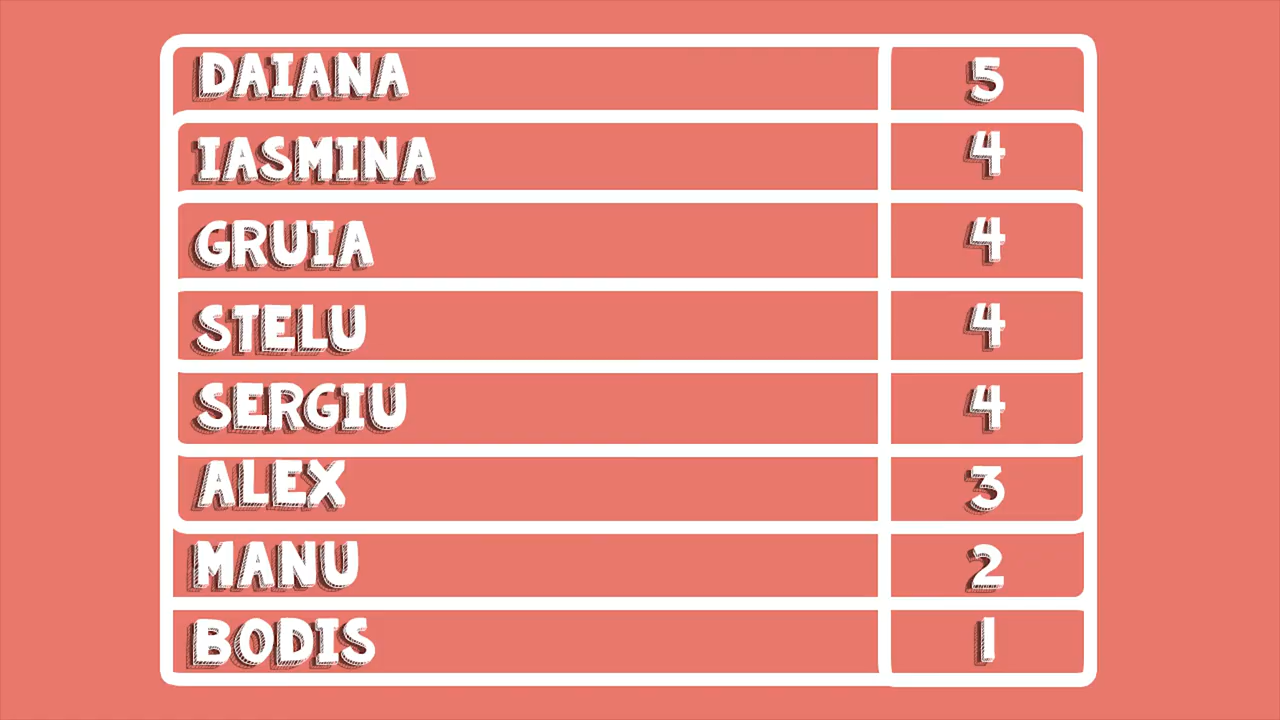 DAIANA 5
IASMINA 4
GRUIA 4
STELU 4
SERGIU 4
ALEX 3
MANU 2
BODIS 1